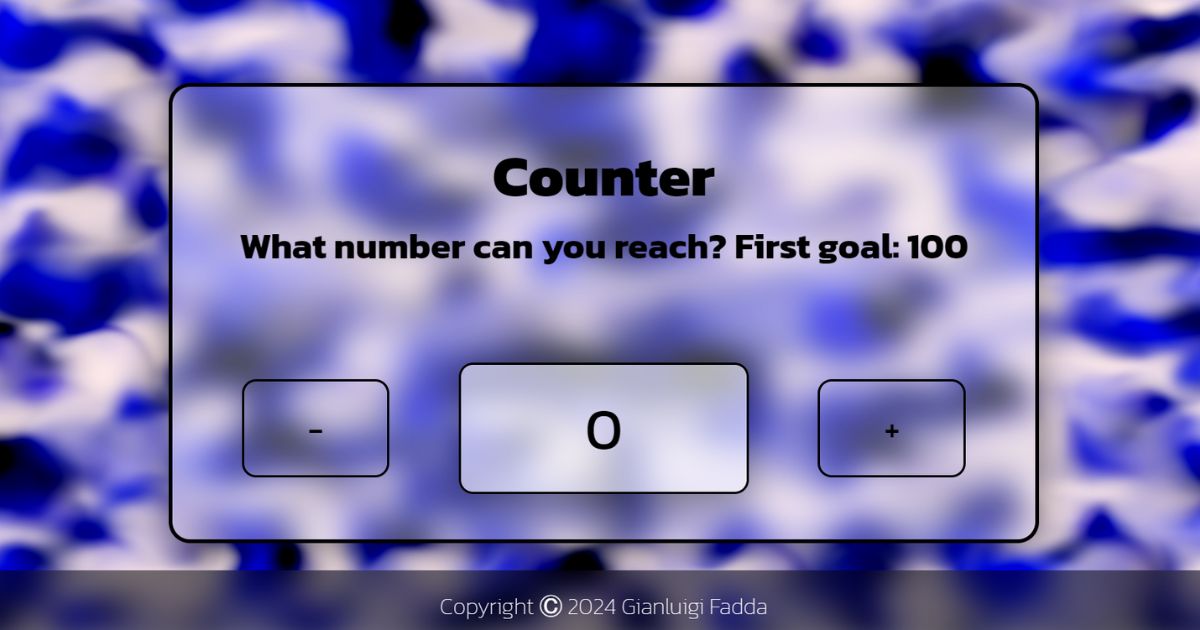 Counter
What number can you reach? First goal: 100
-
0
+
Copyright © 2024 Gianluigi Fadda